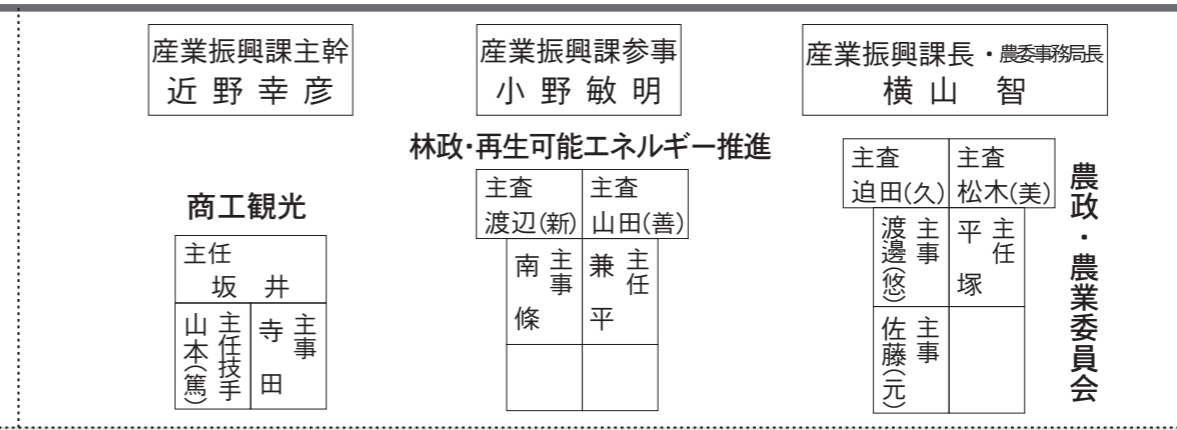 産業振興課主幹
近野幸彦
産業振興課参事
小野敏明
産業振興課長・農委事務局長
横山 智
商工観光
主任
坂井
主任技手
山本(篤)
主事
寺田
林政・再生可能エネルギー推進
主査
渡辺(新)
主査
山田(善)
主事
南條
主任
兼平
農政・農業委員会
主査
迫田(久)
主査
松木(美)
主事
渡邊(悠)
主任
平塚
主事
佐藤(元)